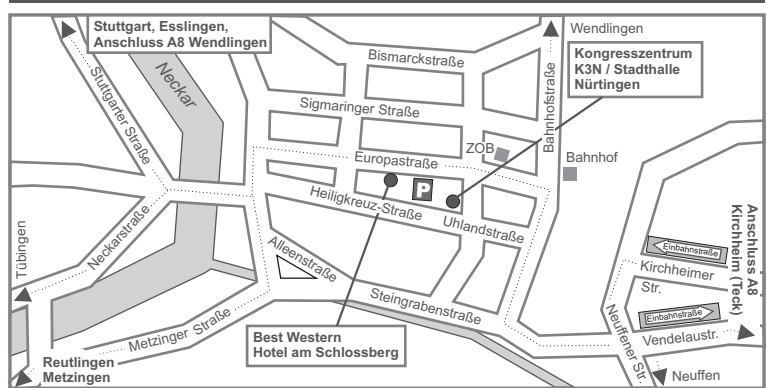 Stuttgart, Esslingen,
Anschluss A8 Wendlingen
Wendlingen
Bismarckstraße
Kongresszentrum
K3N / Stadthalle
Nürtingen
Stuttgarter Straße
Neckar
Sigmaringer Straße
Bahnhofstraße
ZOB
Europastraße
Bahnhof
P
Heiligkreuz-Straße
Uhlandstraße
Anschluss A8
Kirchheim (Teck)
Tübingen
Neckarstraße
Alleenstraße
Einbahnstraße
Kirchheimer
Str.
Steingrabenstraße
Einbahnstraße
Metzinger Straße
Best Western
Hotel am Schlossberg
Neuffener Str.
Vendelaustr.
Reutlingen
Metzingen
Neuffen